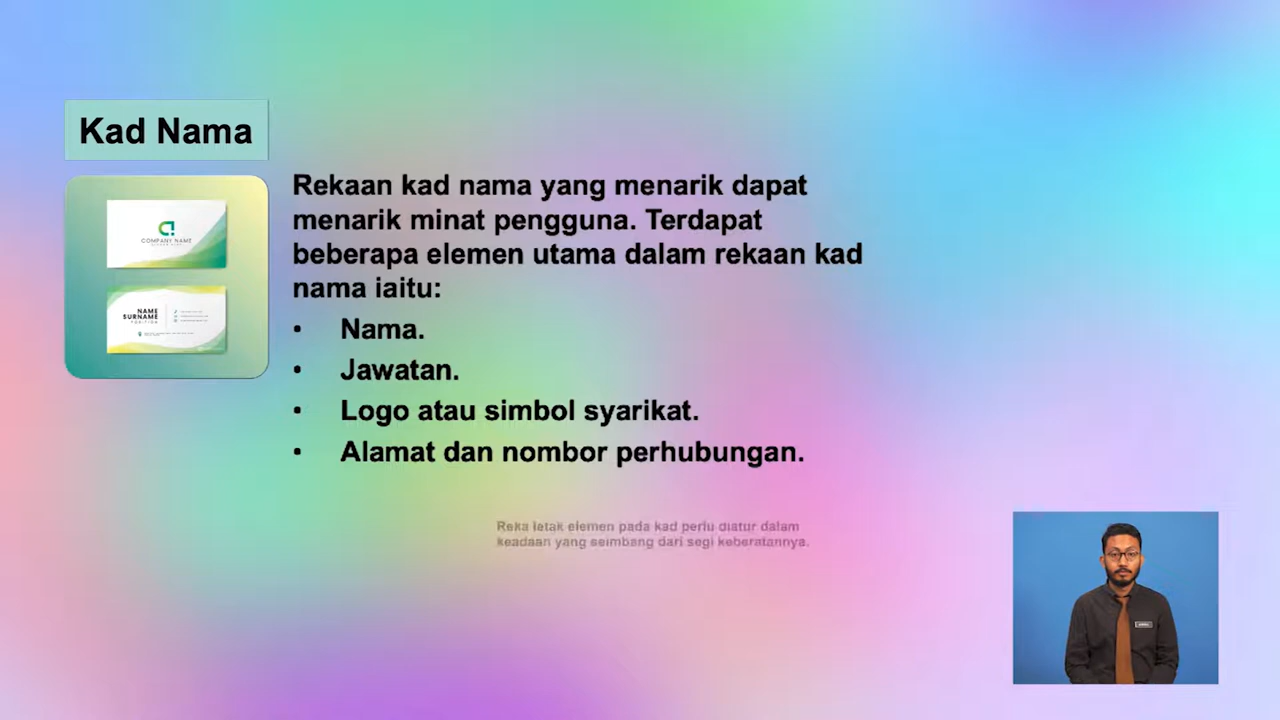 Kad Nama
Rekaan kad nama yang menarik dapat
menarik minat pengguna. Terdapat
beberapa elemen utama dalam rekaan kad
nama iaitu:
• Nama.
• Jawatan.
• Logo atau simbol syarikat.
• Alamat dan nombor perhubungan.
COMPANY NAME
NAME
SURNAME
POSITION
Reka letak elemen pada kad perlu diatur dalam
keadaan yang seimbang dari segi keberatannya.